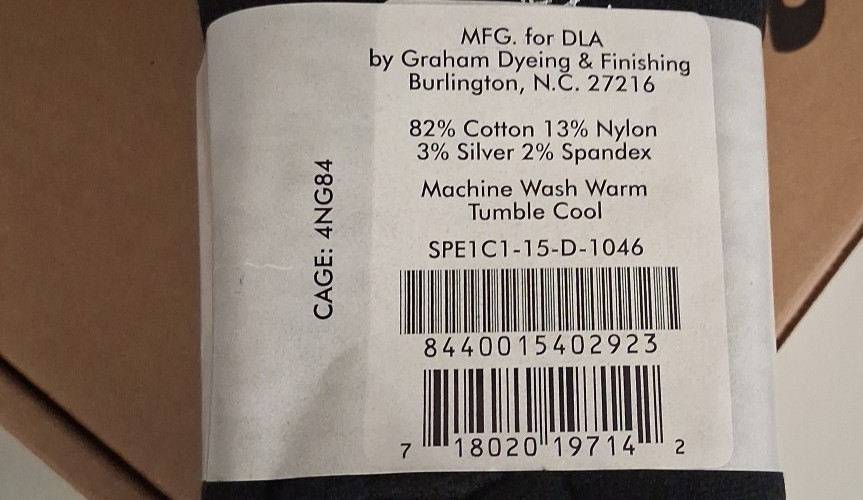 MFG. for DLA
by Graham Dyeing & Finishing
Burlington, N.C. 27216
82% Cotton 13% Nylon
3% Silver 2% Spandex
Machine Wash Warm
Tumble Cool
SPE1C1-15-D-1046
8440015402923
7 18020 19714 2
CAGE: 4NG84